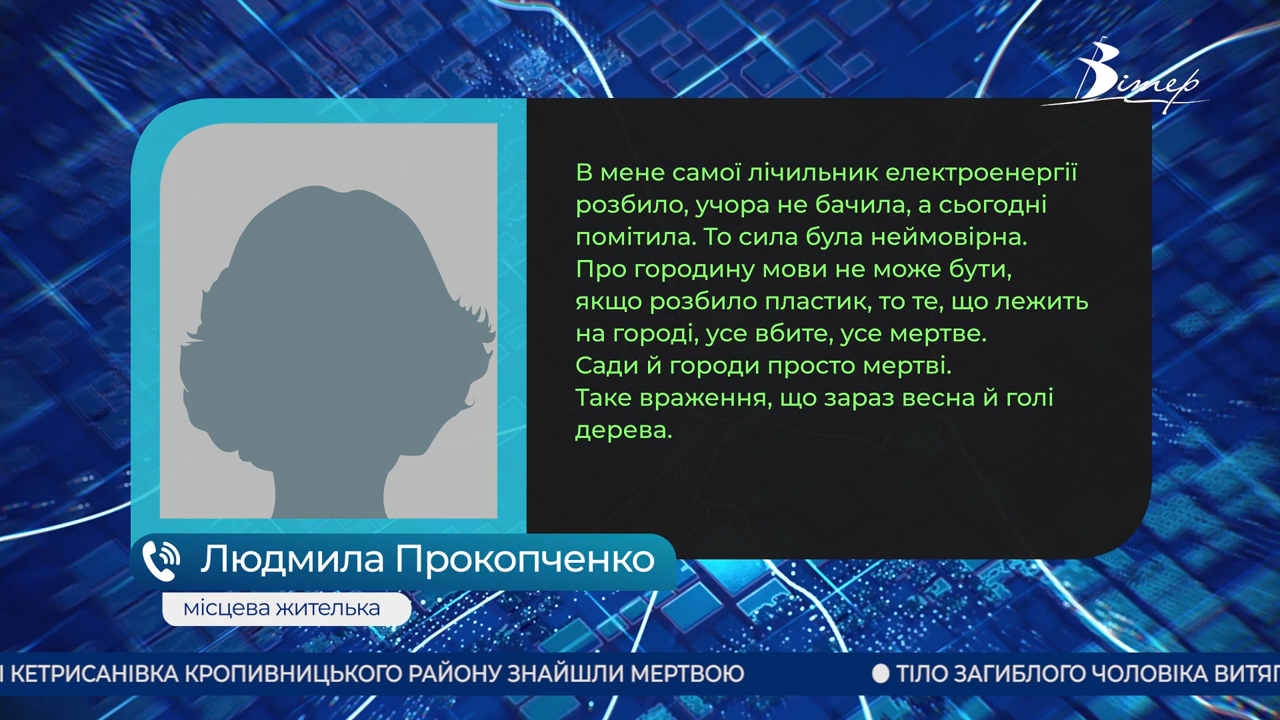 Вітер
В мене самої лічильник електроенергії
розбило, учора не бачила, а сьогодні
помітила. То сила була неймовірна.
Про городину мови не може бути,
якщо розбило пластик, то те, що лежить
на городі, усе вбите, усе мертве.
Сади й городи просто мертві.
Таке враження, що зараз весна й голі
дерева.
Людмила Прокопченко
місцева жителька
І КЕТРИСАНІВКА КРОПИВНИЦЬКОГО РАЙОНУ ЗНАЙШЛИ МЕРТВОЮ ● ТІЛО ЗАГИБЛОГО ЧОЛОВІКА